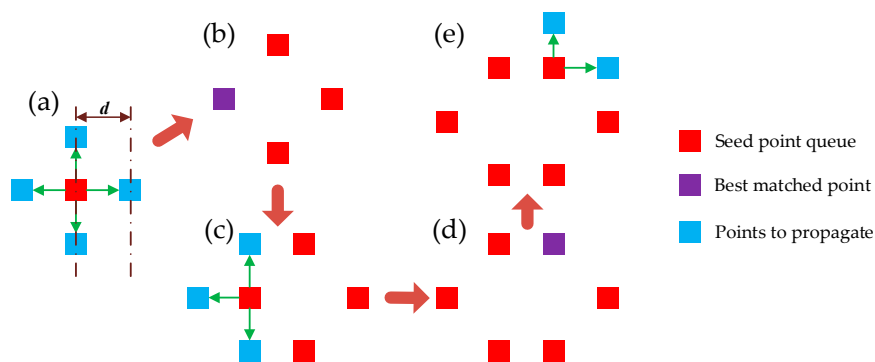 (a)
d
(b)
(c)
(d)
(e)
Seed point queue
Best matched point
Points to propagate